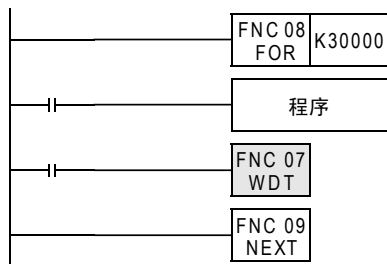 FNC 08
FOR
K30000
程序
FNC 07
WDT
FNC 09
NEXT